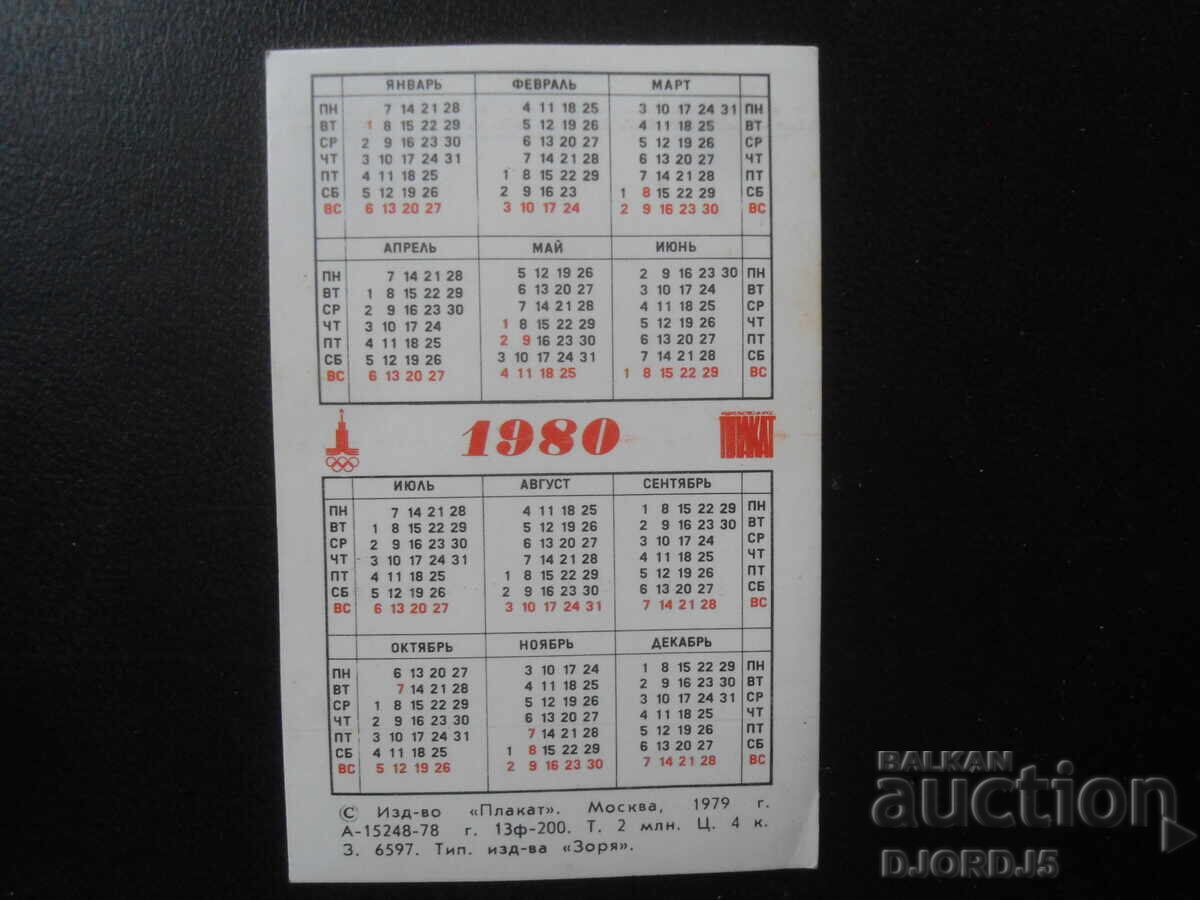 ЯНВАРЬ ФЕВРАЛЬ МАРТ
ПН 7 14 21 28 4 11 18 25 3 10 17 24 31 ПН
ВТ 1 8 15 22 29 5 12 19 26 4 11 18 25 ВТ
СР 2 9 16 23 30 6 13 20 27 5 12 19 26 СР
ЧТ 3 10 17 24 31 7 14 21 28 6 13 20 27 ЧТ
ПТ 4 11 18 25 1 8 15 22 29 7 14 21 28 ПТ
СБ 5 12 19 26 2 9 16 23 1 8 15 22 29 СБ
ВС 6 13 20 27 3 10 17 24 2 9 16 23 30 ВС
АПРЕЛЬ МАЙ ИЮНЬ
ПН 7 14 21 28 5 12 19 26 2 9 16 23 30 ПН
ВТ 1 8 15 22 29 6 13 20 27 3 10 17 24 ВТ
СР 2 9 16 23 30 7 14 21 28 4 11 18 25 СР
ЧТ 3 10 17 24 1 8 15 22 29 5 12 19 26 ЧТ
ПТ 4 11 18 25 2 9 16 23 30 6 13 20 27 ПТ
СБ 5 12 19 26 3 10 17 24 31 7 14 21 28 СБ
ВС 6 13 20 27 4 11 18 25 1 8 15 22 29 ВС
1980 ПЛАКАТ
ИЮЛЬ АВГУСТ СЕНТЯБРЬ
ПН 7 14 21 28 4 11 18 25 1 8 15 22 29 ПН
ВТ 1 8 15 22 29 5 12 19 26 2 9 16 23 30 ВТ
СР 2 9 16 23 30 6 13 20 27 3 10 17 24 СР
ЧТ 3 10 17 24 31 7 14 21 28 4 11 18 25 ЧТ
ПТ 4 11 18 25 1 8 15 22 29 5 12 19 26 ПТ
СБ 5 12 19 26 2 9 16 23 30 6 13 20 27 СБ
ВС 6 13 20 27 3 10 17 24 31 7 14 21 28 ВС
ОКТЯБРЬ НОЯБРЬ ДЕКАБРЬ
ПН 6 13 20 27 3 10 17 24 1 8 15 22 29 ПН
ВТ 7 14 21 28 4 11 18 25 2 9 16 23 30 ВТ
СР 1 8 15 22 29 5 12 19 26 3 10 17 24 31 СР
ЧТ 2 9 16 23 30 6 13 20 27 4 11 18 25 ЧТ
ПТ 3 10 17 24 31 7 14 21 28 5 12 19 26 ПТ
СБ 4 11 18 25 1 8 15 22 29 6 13 20 27 СБ
ВС 5 12 19 26 2 9 16 23 30 7 14 21 28 ВС
© Изд-во «Плакат». Москва, 1979 г.
А-15248-78 г. 13ф-200. Т. 2 млн. Ц. 4 к.
З. 6597. Тип. изд-ва «Зоря».
BALKAN
auction
DJORDJ5